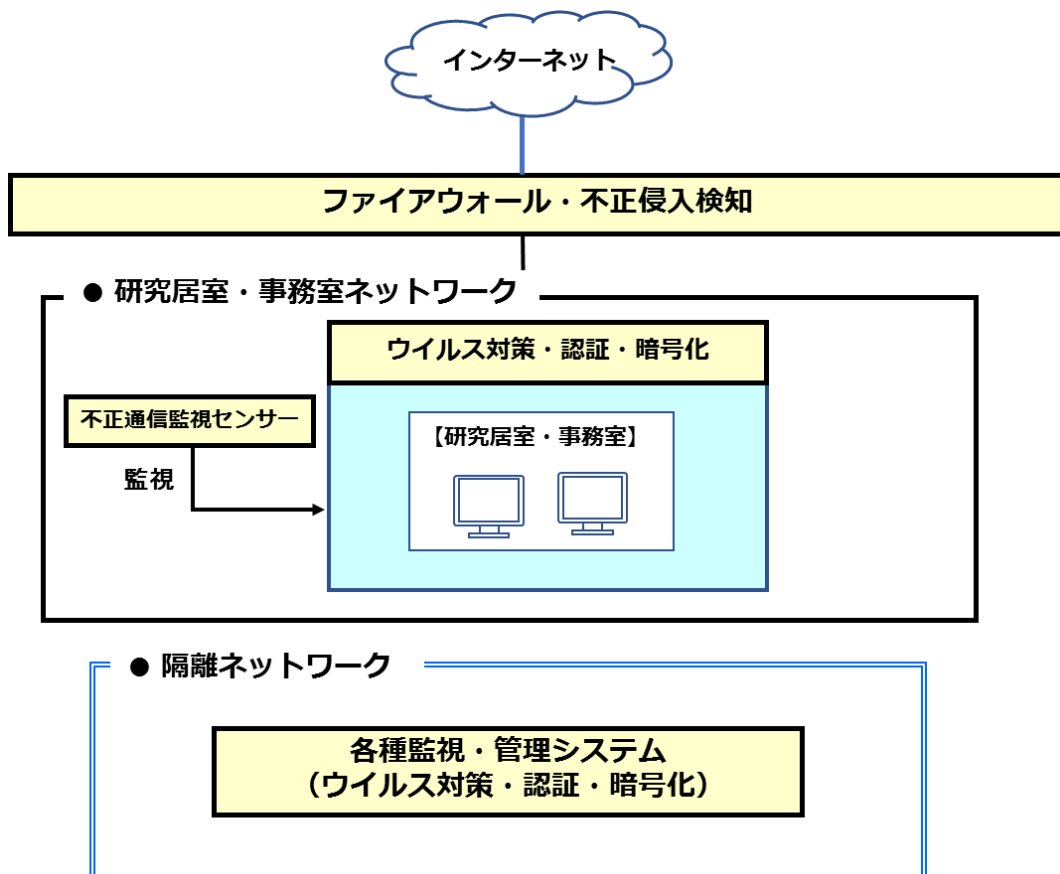 インターネット
ファイアウォール・不正侵入検知
● 研究居室・事務室ネットワーク
ウイルス対策・認証・暗号化
不正通信監視センサー
【研究居室・事務室】
監視
● 隔離ネットワーク
各種監視・管理システム
（ウイルス対策・認証・暗号化）